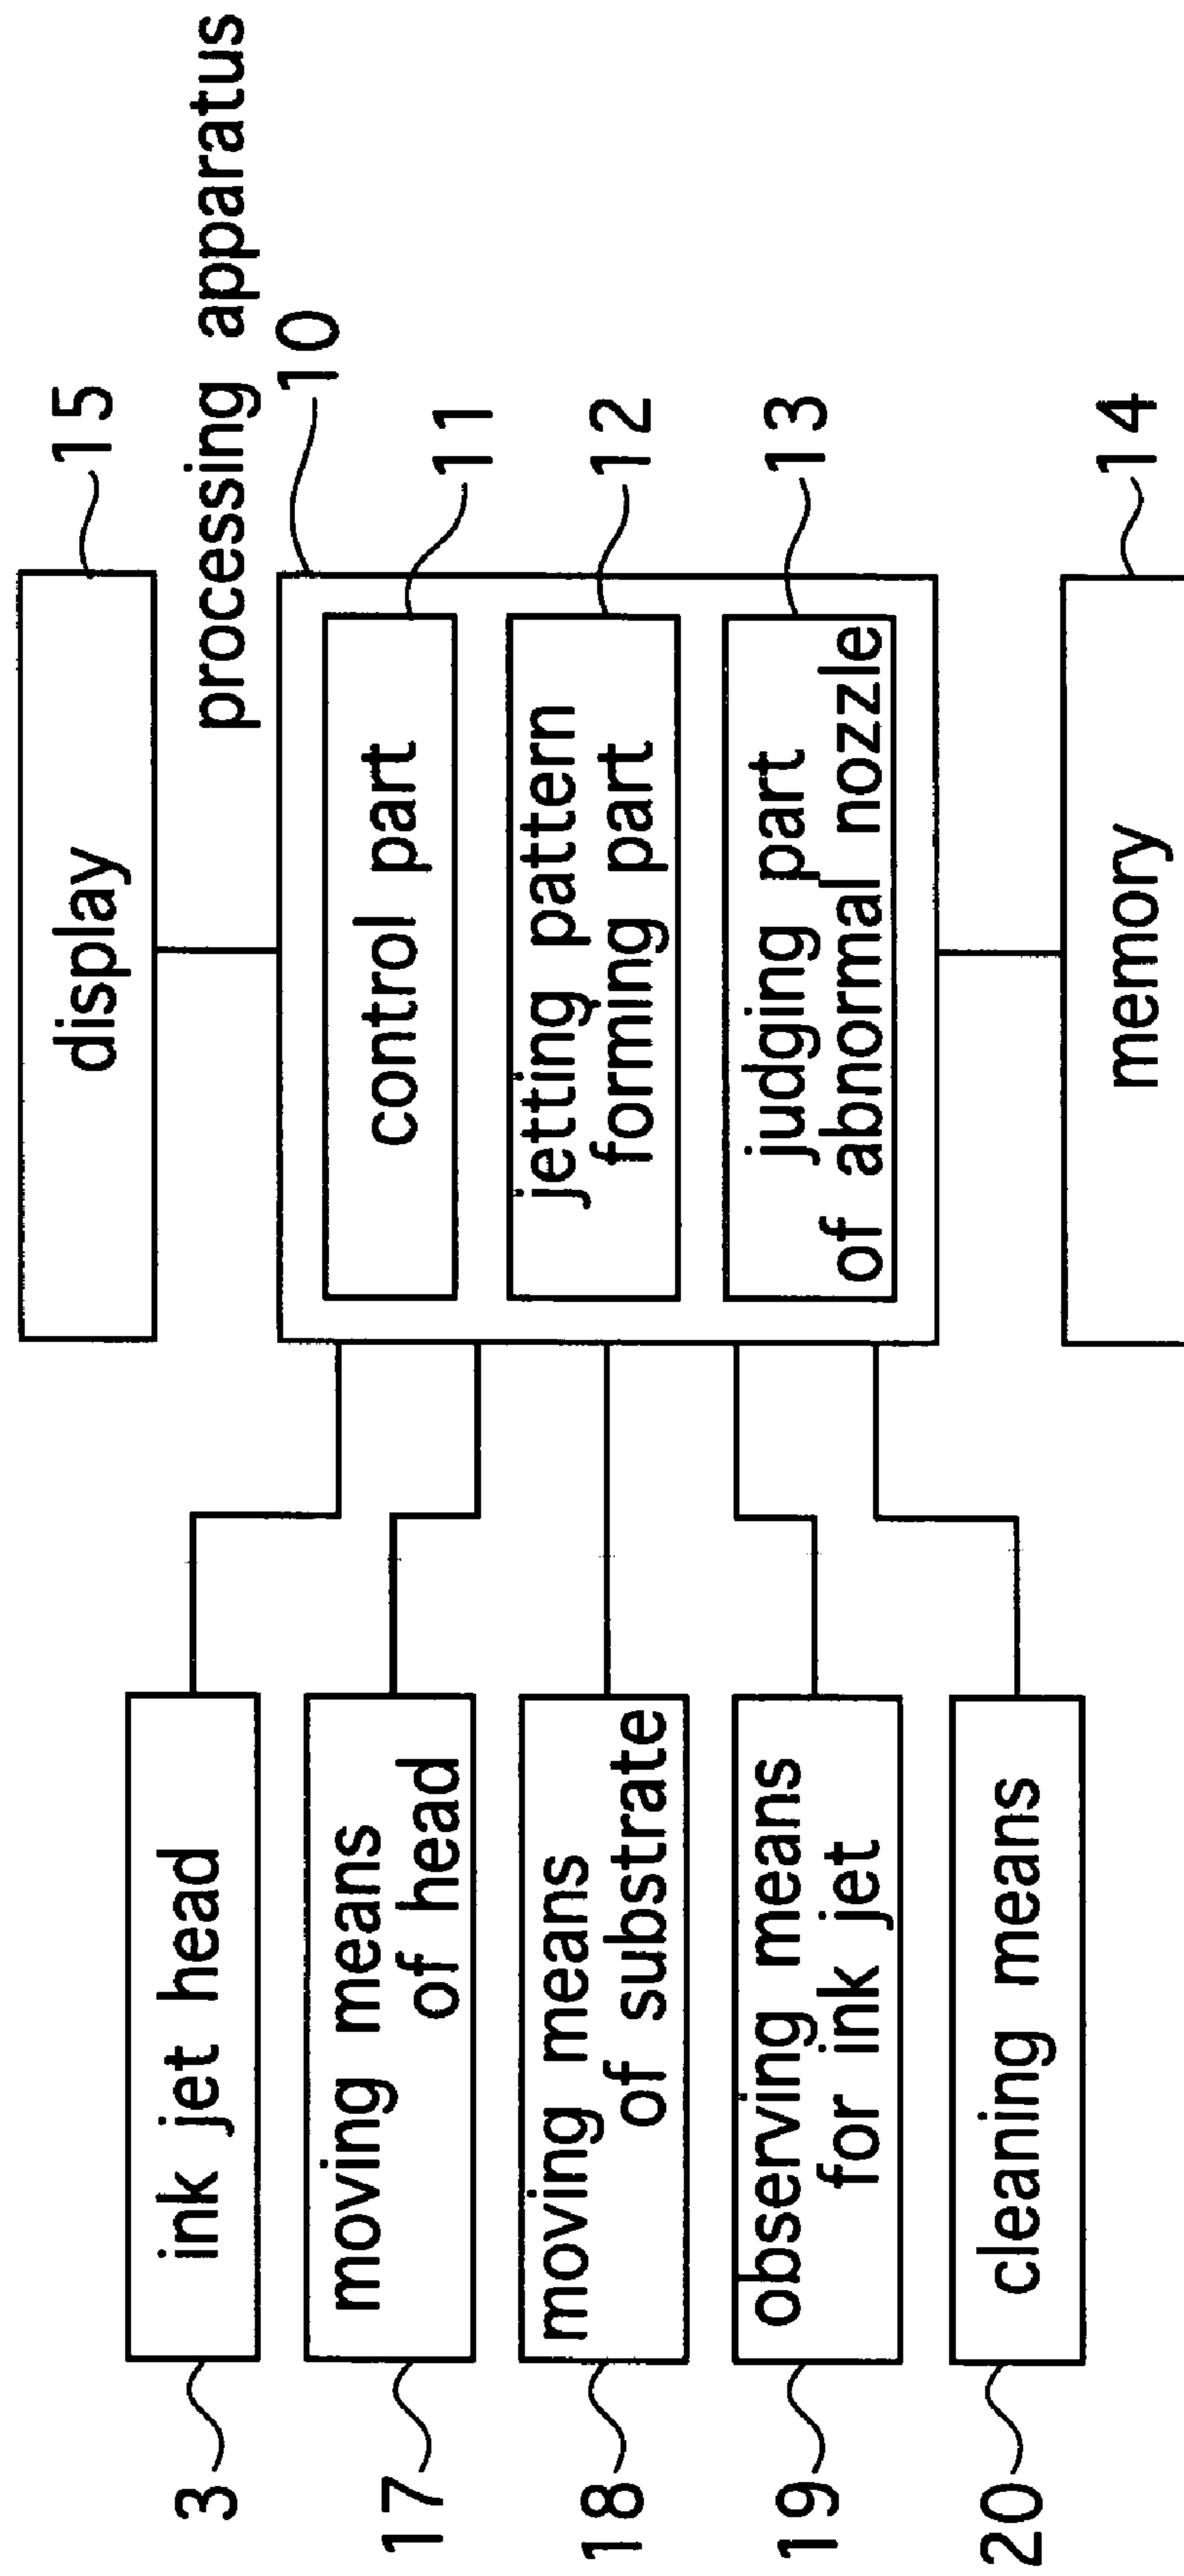 display
15
processing apparatus
10
control part
11
jetting pattern
forming part
12
judging part
of abnormal nozzle
13
memory
14
ink jet head
3
moving means
of head
17
moving means
of substrate
18
observing means
for ink jet
19
cleaning means
20